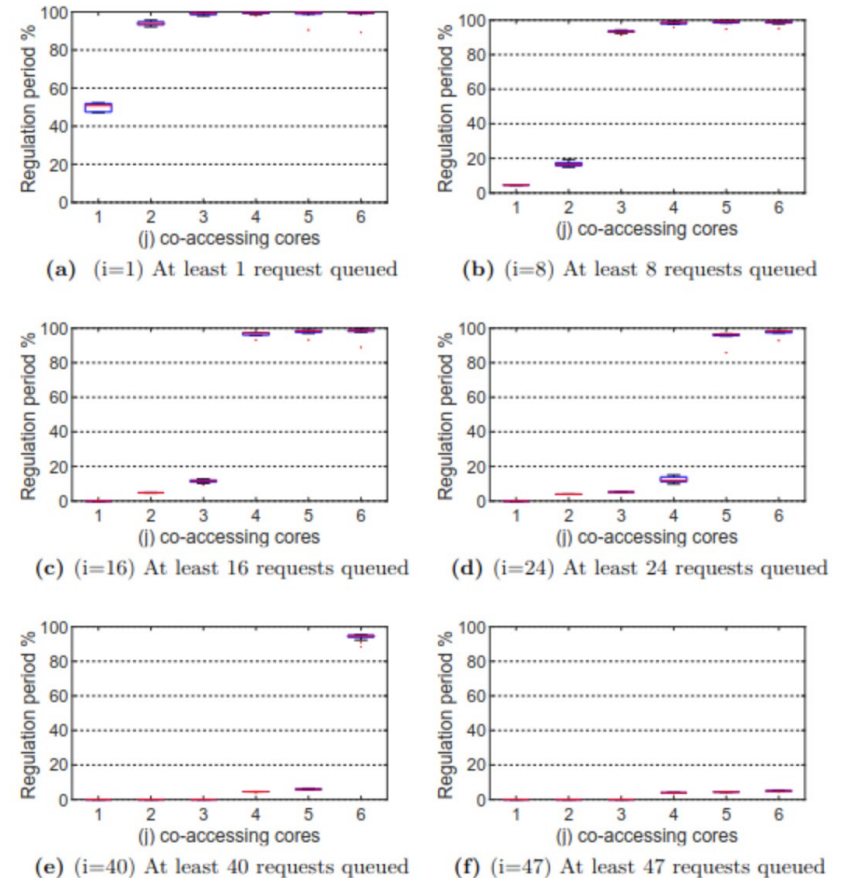 Regulation period %
100
80
60
40
20
0
1 2 3 4 5 6
(j) co-accessing cores
(a) (i=1) At least 1 request queued
Regulation period %
100
80
60
40
20
0
1 2 3 4 5 6
(j) co-accessing cores
(b) (i=8) At least 8 requests queued
Regulation period %
100
80
60
40
20
0
1 2 3 4 5 6
(j) co-accessing cores
(c) (i=16) At least 16 requests queued
Regulation period %
100
80
60
40
20
0
1 2 3 4 5 6
(j) co-accessing cores
(d) (i=24) At least 24 requests queued
Regulation period %
100
80
60
40
20
0
1 2 3 4 5 6
(j) co-accessing cores
(e) (i=40) At least 40 requests queued
Regulation period %
100
80
60
40
20
0
1 2 3 4 5 6
(j) co-accessing cores
(f) (i=47) At least 47 requests queued